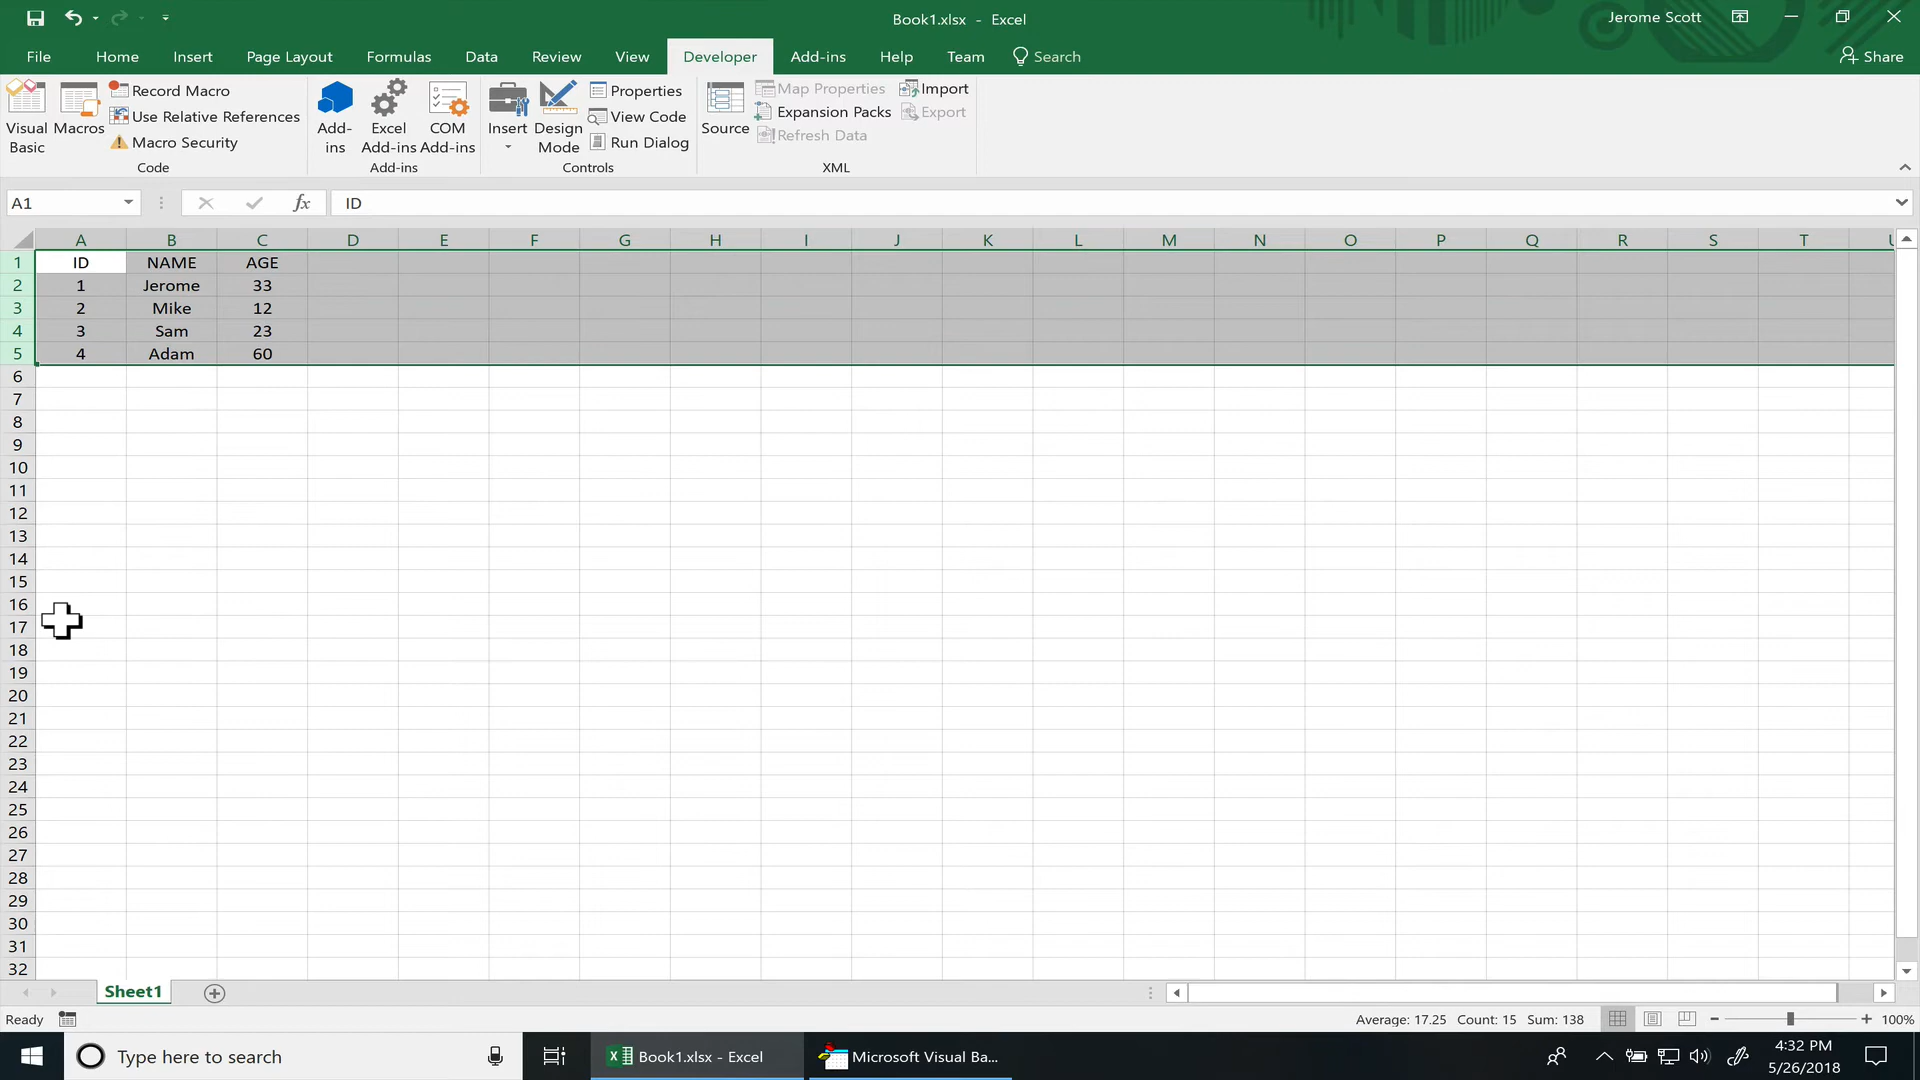 Book1.xlsx - Excel
Jerome Scott
File Home Insert Page Layout Formulas Data Review View Developer Add-ins Help Team Search Share
Visual Basic
Macros
Record Macro
Use Relative References
Macro Security
Code
Add-ins
Excel Add-ins
COM Add-ins
Add-ins
Insert
Design Mode
Properties
View Code
Run Dialog
Controls
Source
Map Properties
Expansion Packs
Refresh Data
Import
Export
XML
A1 fx ID
A B C D E F G H I J K L M N O P Q R S T U
1 ID NAME AGE
2 1 Jerome 33
3 2 Mike 12
4 3 Sam 23
5 4 Adam 60
6
7
8
9
10
11
12
13
14
15
16
17
18
19
20
21
22
23
24
25
26
27
28
29
30
31
32
Sheet1
Ready
Average: 17.25 Count: 15 Sum: 138
100%
Type here to search
Book1.xlsx - Excel
Microsoft Visual Ba...
4:32 PM
5/26/2018